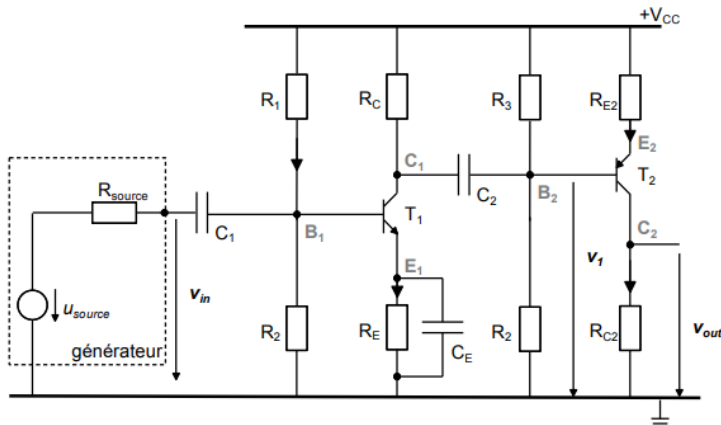 +VCC
R1
RC
R3
RE2
E2
C1
T2
Rsource
C2
B2
T1
C1
B1
C2
v1
E1
vin
usource
R2
RE
CE
R2
RC2
vout
générateur